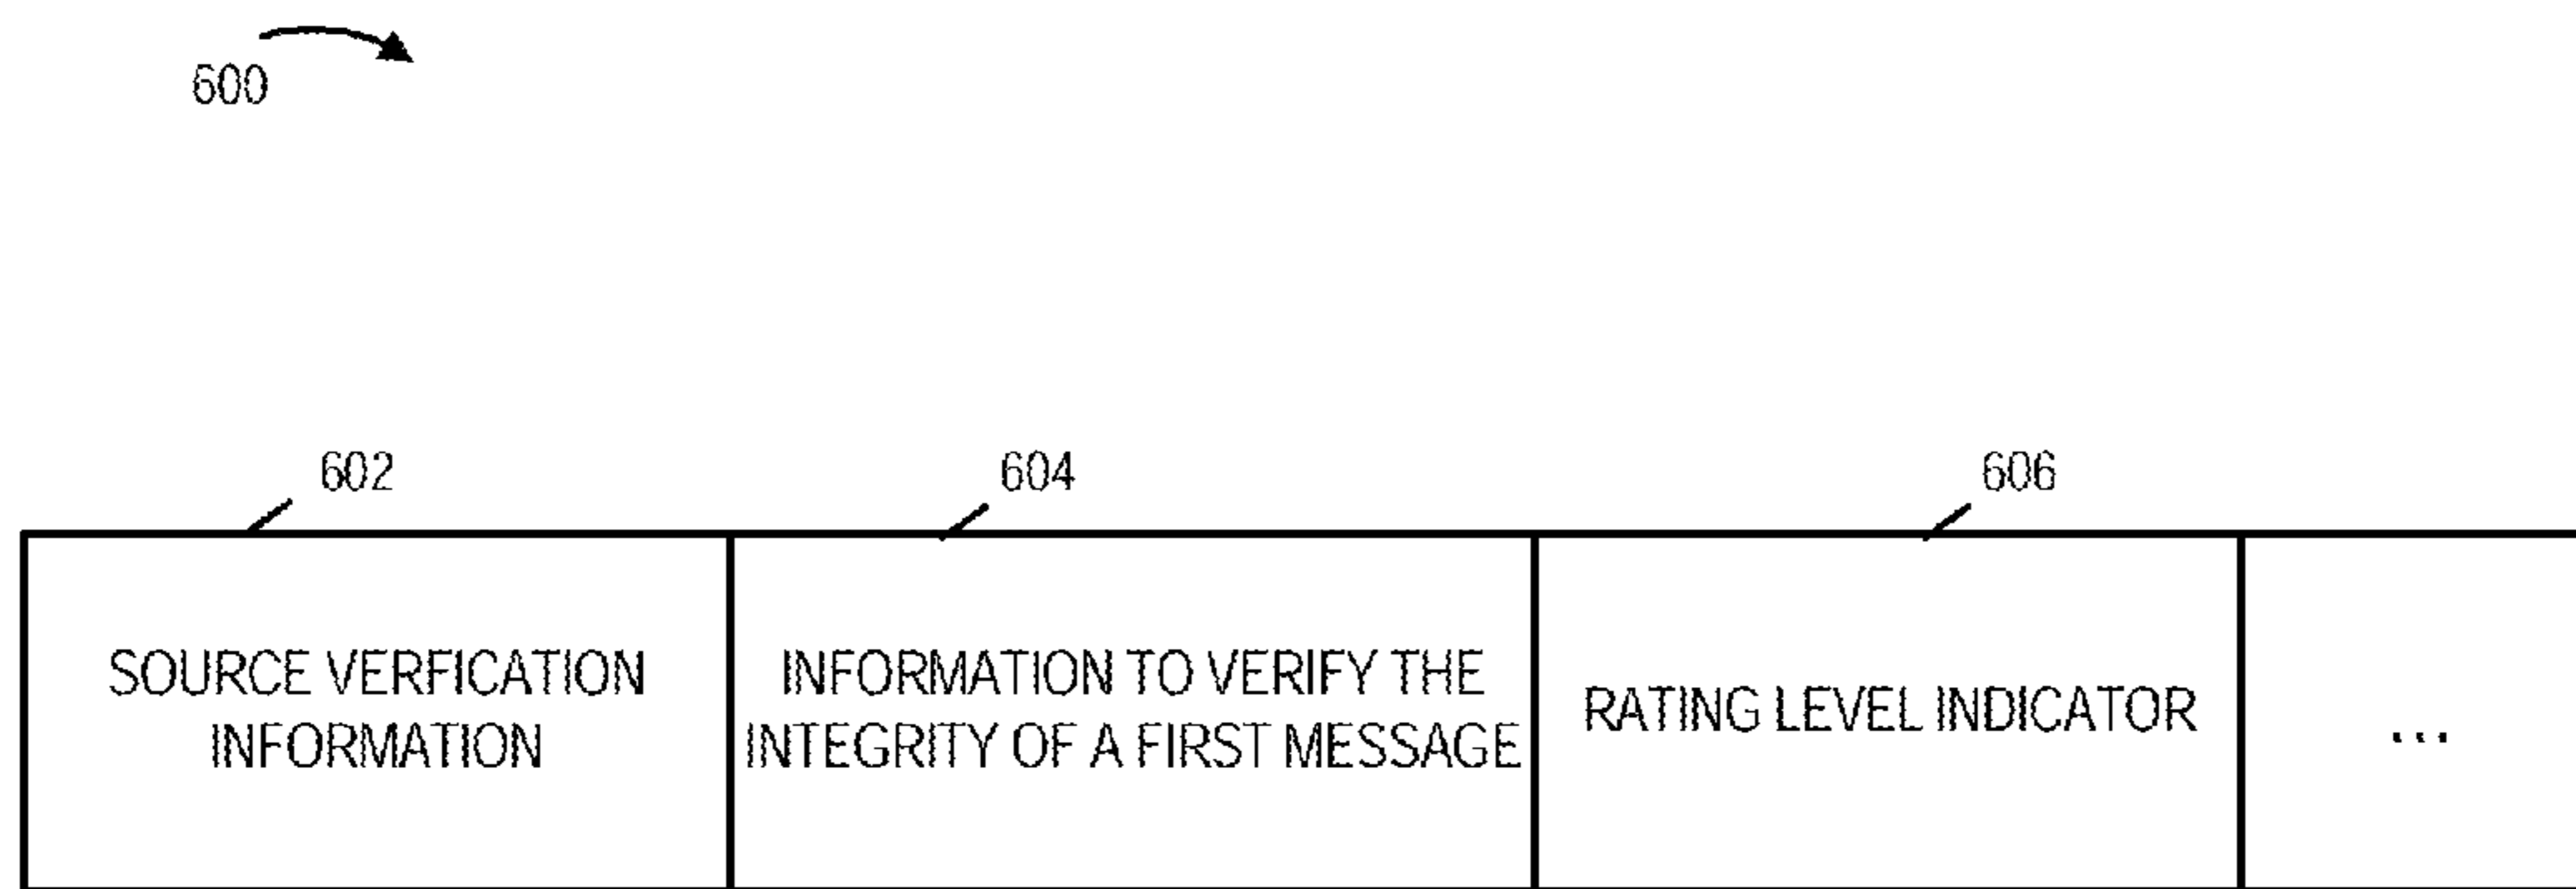 600
602
604
606
SOURCE VERFICATION
INFORMATION
INFORMATION TO VERIFY THE
INTEGRITY OF A FIRST MESSAGE
RATING LEVEL INDICATOR
...